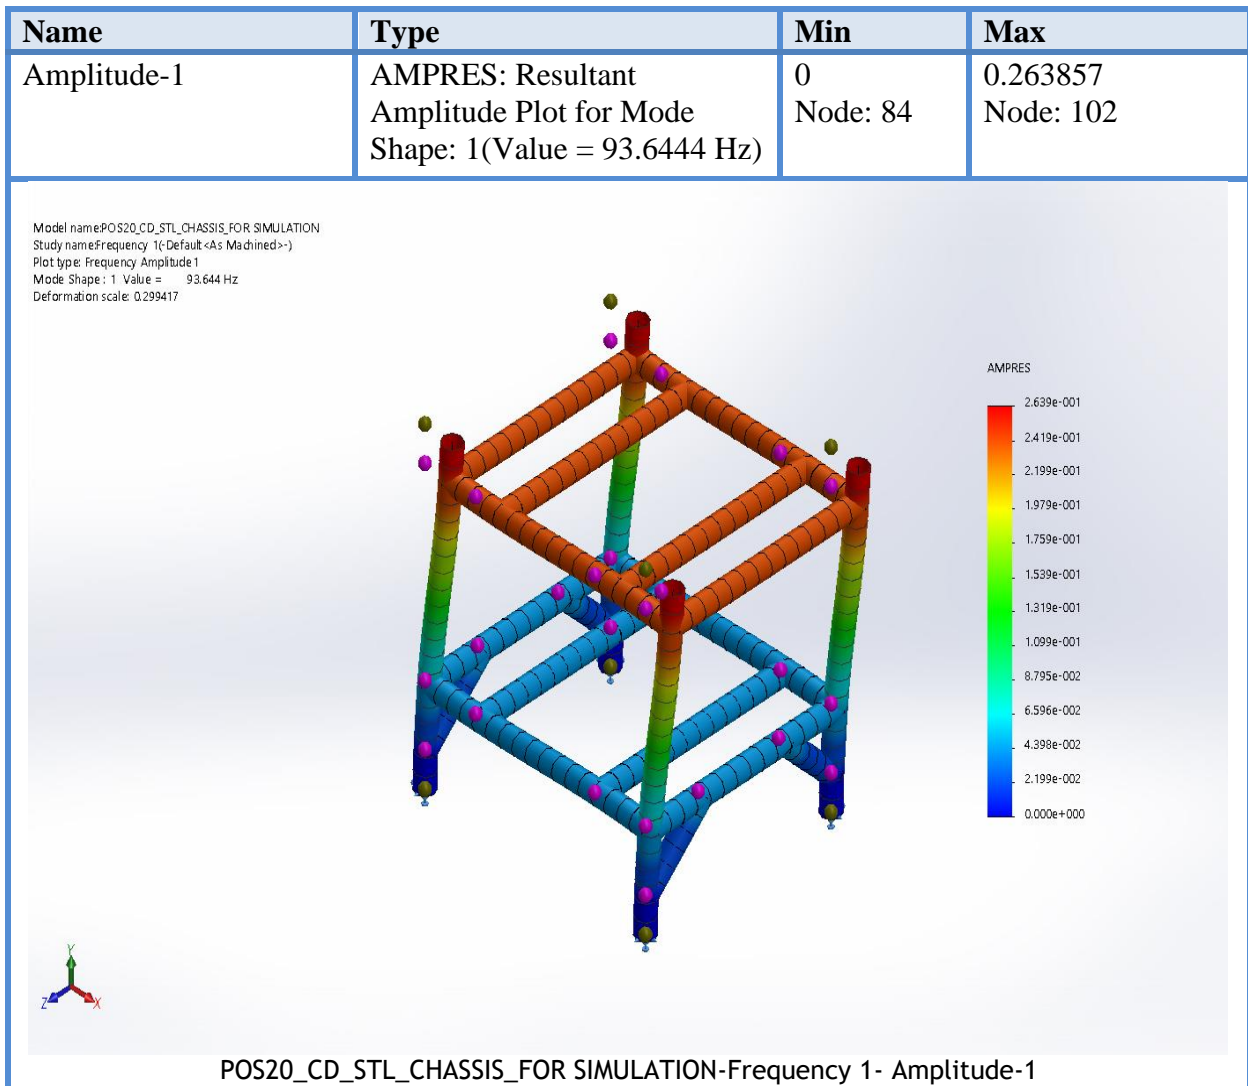 Name Type Min Max
Amplitude-1 AMPRES: Resultant 0 0.263857
Amplitude Plot for Mode Node: 84 Node: 102
Shape: 1(Value = 93.6444 Hz)
Model name:POS20_CD_STL_CHASSIS_FOR SIMULATION
Study name:Frequency 1(-Default<As Machined>-)
Plot type: Frequency Amplitude1
Mode Shape : 1 Value = 93.644 Hz
Deformation scale: 0.299417
AMPRES
2.639e-001
2.419e-001
2.199e-001
1.979e-001
1.759e-001
1.539e-001
1.319e-001
1.099e-001
8.795e-002
6.596e-002
4.398e-002
2.199e-002
0.000e+000
Y
Z X
POS20_CD_STL_CHASSIS_FOR SIMULATION-Frequency 1- Amplitude-1